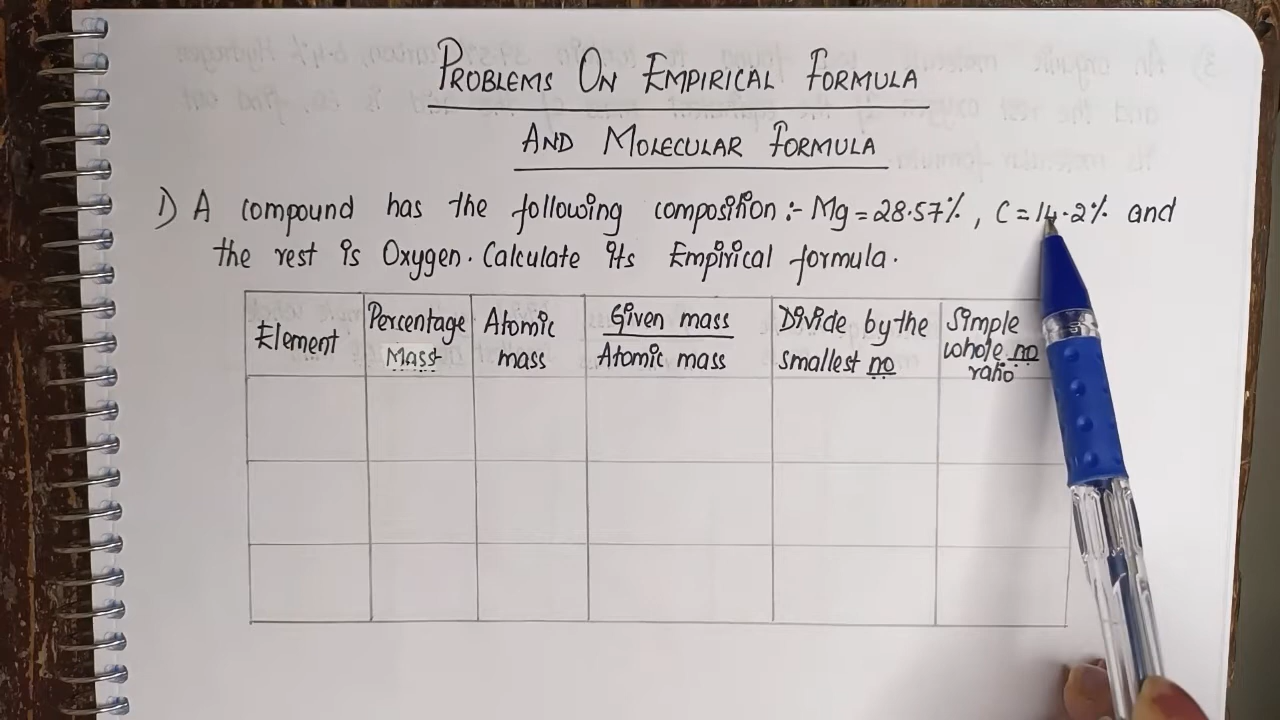 PROBLEMS ON EMPIRICAL FORMULA
AND MOLECULAR FORMULA
1) A compound has the following composition :- Mg = 28.57%, C = 14.2% and
the rest is Oxygen. Calculate its Empirical formula.
Element
Percentage
Mass
Atomic
mass
Given mass
Atomic mass
Divide by the
smallest no
Simple
whole no
ratio